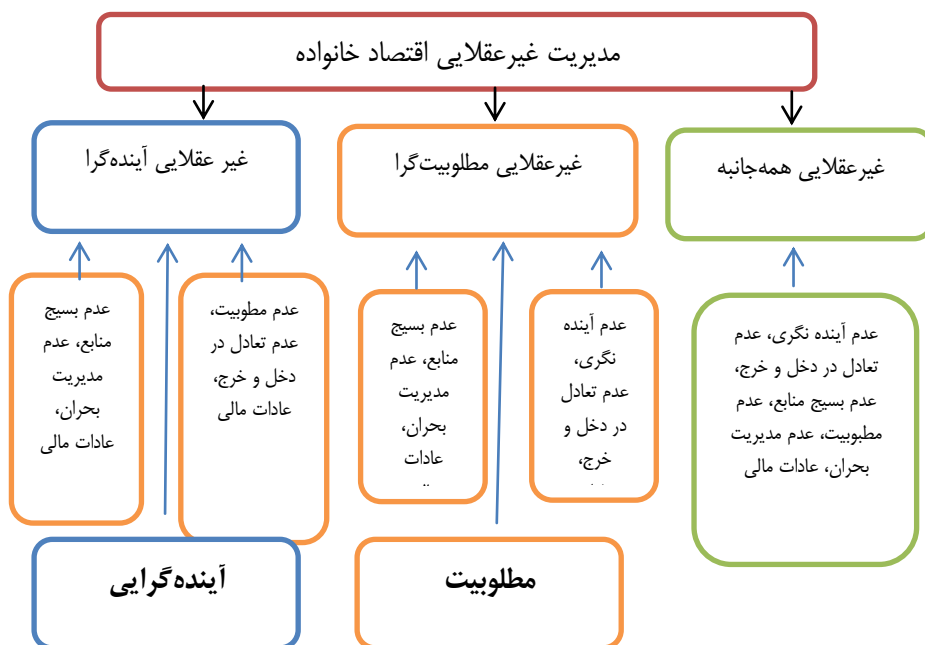 مدیریت غیرعقلایی اقتصاد خانواده
غیرعقلایی همه‌جانبه
غیرعقلایی مطلوبیت‌گرا
غیر عقلایی آینده‌گرا
عدم آینده نگری، عدم
تعادل در دخل و خرج،
عدم بسیج منابع، عدم
مطبوبیت، عدم مدیریت
بحران، عادات مالی
عدم آینده
نگری،
عدم تعادل
در دخل و
خرج،
عدم بسیج
منابع، عدم
مدیریت
بحران،
عادات
عدم مطوبیت،
عدم تعادل در
دخل و خرج،
عادات مالی
عدم بسیج
منابع، عدم
مدیریت
بحران،
عادات مالی
مطلوبیت
آینده‌گرایی